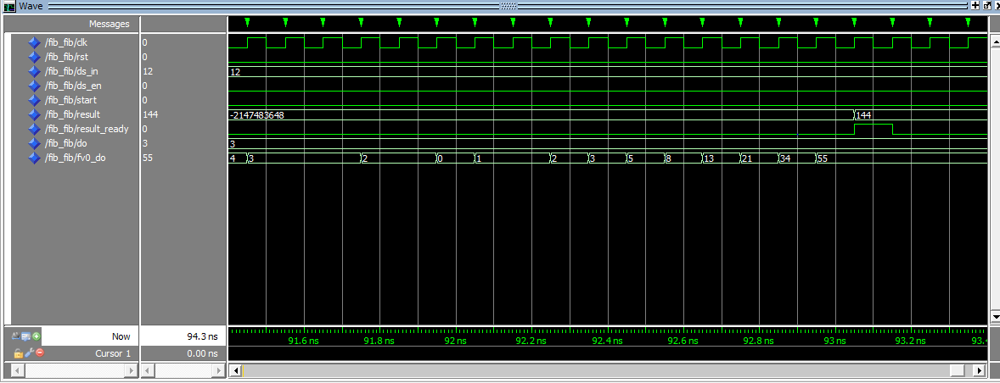 Wave
Messages
/fib_fib/clk 0
/fib_fib/rst 0
/fib_fib/ds_in 12 12
/fib_fib/ds_en 0
/fib_fib/start 0
/fib_fib/result 144 -2147483648 144
/fib_fib/result_ready 0
/fib_fib/do 3 3
/fib_fib/fv0_do 55 4 3 2 0 1 2 3 5 8 13 21 34 55
Now 94.3 ns 91.6 ns 91.8 ns 92 ns 92.2 ns 92.4 ns 92.6 ns 92.8 ns 93 ns 93.2 ns 93.4
Cursor 1 0.00 ns